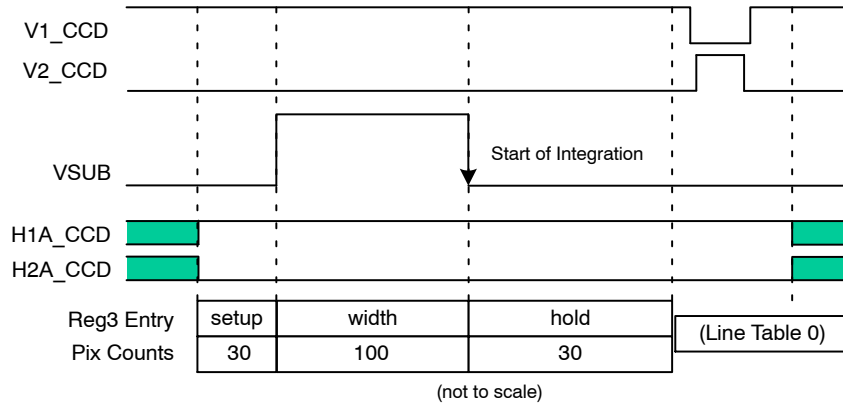 V1_CCD
V2_CCD
VSUB
Start of Integration
H1A_CCD
H2A_CCD
Reg3 Entry setup width hold (Line Table 0)
Pix Counts 30 100 30
(not to scale)